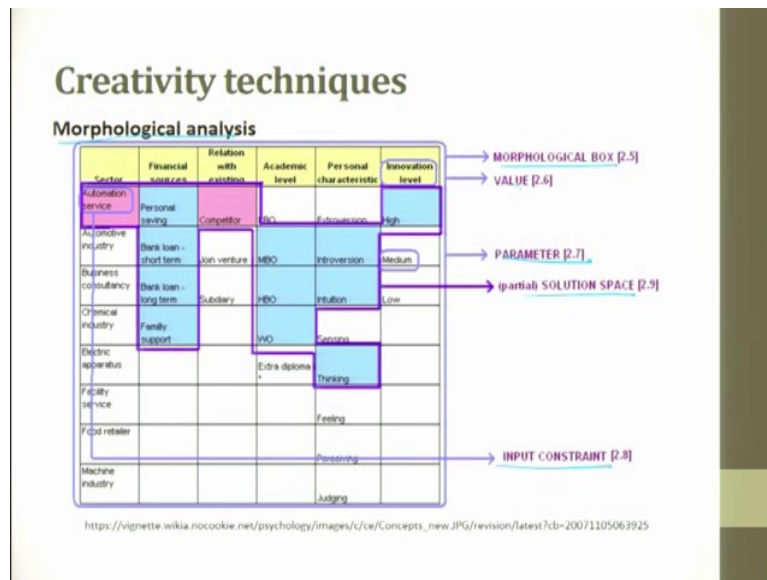 Creativity techniques
Morphological analysis
Sector
Financial sources
Relation with existing
Academic level
Personal characteristic
Innovation level
Automation service
Personal saving
Competitor
Extroversion
High
Automotive industry
Bank loan - short term
Join venture
MBO
Introversion
Medium
Business consultancy
Bank loan - long term
Subdiary
HBO
Intuition
Low
Chemical industry
Family support
WO
Sensing
Electric apparatus
Extra diploma *
Thinking
Facility service
Feeling
Food retailer
Perceiving
Machine industry
Judging
MORPHOLOGICAL BOX [2.5]
VALUE [2.6]
PARAMETER [2.7]
(partial) SOLUTION SPACE [2.9]
INPUT CONSTRAINT [2.8]
https://vignette.wikia.nocookie.net/psychology/images/c/ce/Concepts_new.JPG/revision/latest?cb=20071105063925